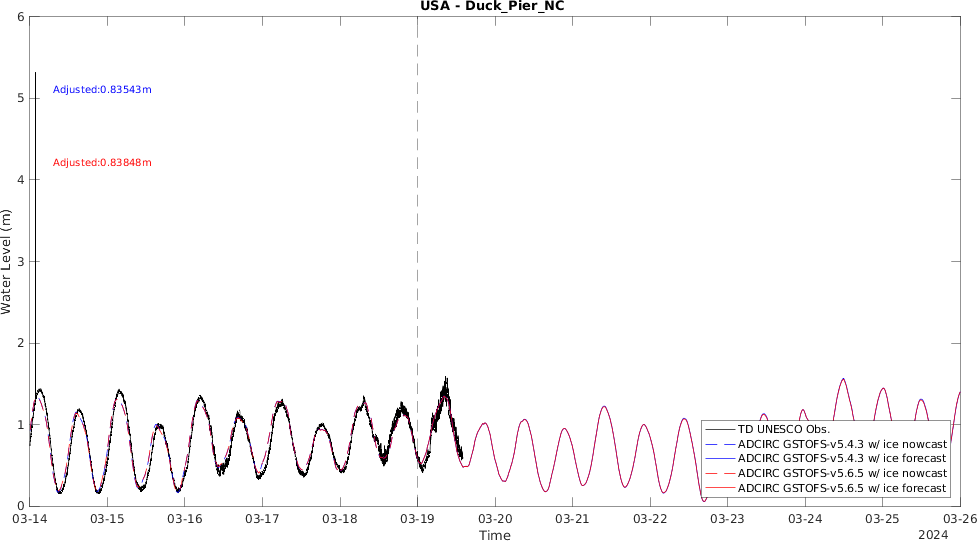 USA - Duck_Pier_NC
6
5
4
3
2
1
0
Water Level (m)
Adjusted:0.83543m
Adjusted:0.83848m
TD UNESCO Obs.
ADCIRC GSTOFS-v5.4.3 w/ ice nowcast
ADCIRC GSTOFS-v5.4.3 w/ ice forecast
ADCIRC GSTOFS-v5.6.5 w/ ice nowcast
ADCIRC GSTOFS-v5.6.5 w/ ice forecast
03-14 03-15 03-16 03-17 03-18 03-19 03-20 03-21 03-22 03-23 03-24 03-25 03-26
Time
2024